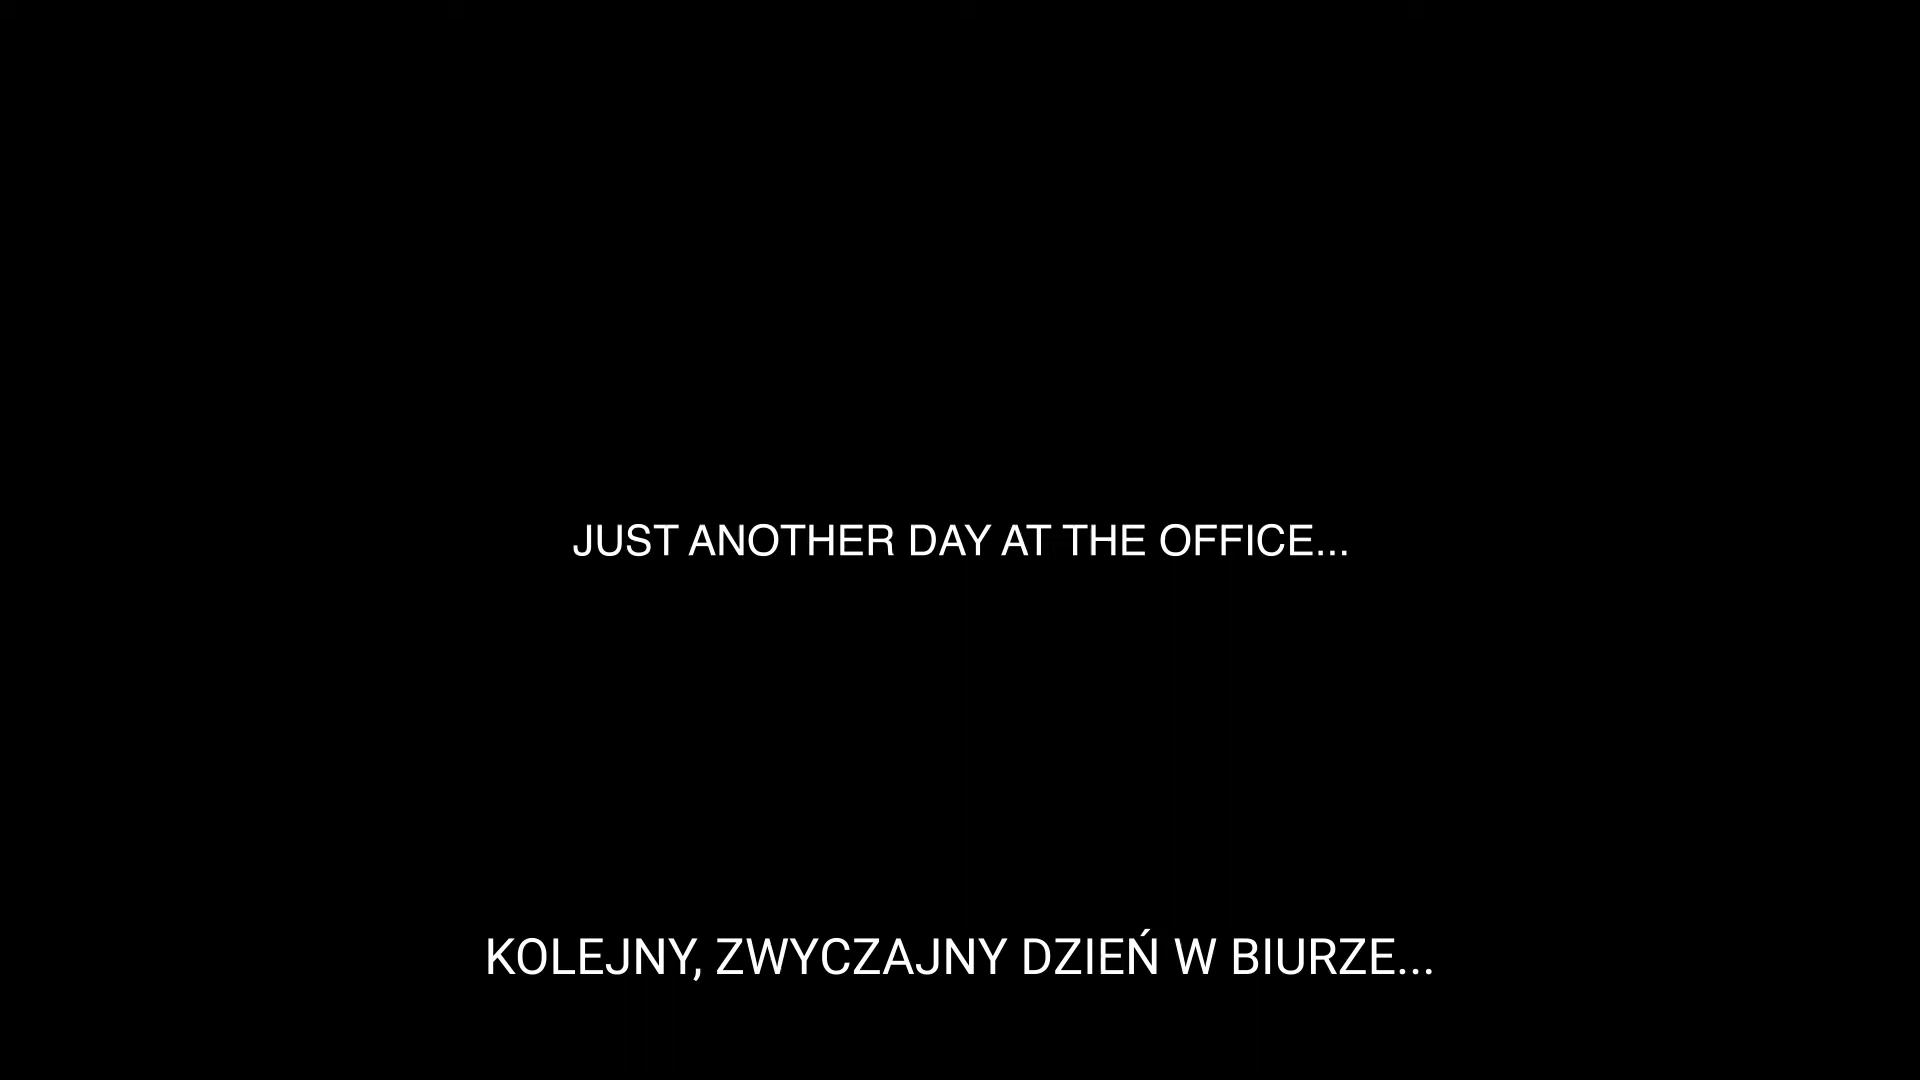 JUST ANOTHER DAY AT THE OFFICE...
KOLEJNY, ZWYCZAJNY DZIEŃ W BIURZE...